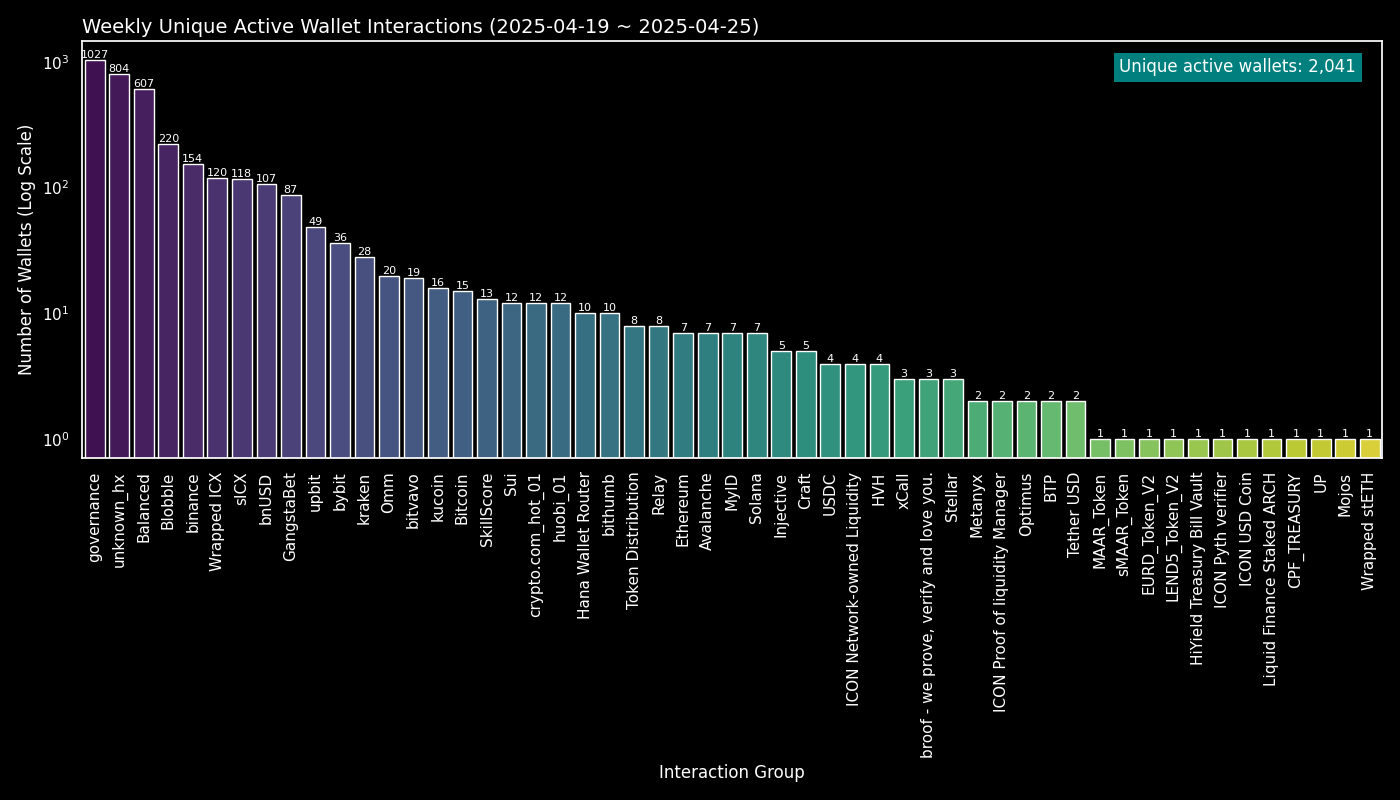 Weekly Unique Active Wallet Interactions (2025-04-19 ~ 2025-04-25)
Unique active wallets: 2,041
Number of Wallets (Log Scale)
10³
10²
10¹
10⁰
1027
804
607
220
154
120
118
107
87
49
36
28
20
19
16
15
13
12
12
12
10
10
8
8
7
7
7
7
5
5
4
4
4
3
3
3
2
2
2
2
2
1
1
1
1
1
1
1
1
1
1
1
1
governance
unknown_hx
Balanced
Blobble
binance
Wrapped ICX
sICX
bnUSD
GangstaBet
upbit
bybit
kraken
Omm
bitvavo
kucoin
Bitcoin
SkillScore
Sui
crypto.com_hot_01
huobi_01
Hana Wallet Router
bithumb
Token Distribution
Relay
Ethereum
Avalanche
MyID
Solana
Injective
Craft
USDC
ICON Network-owned Liquidity
HVH
xCall
broof - we prove, verify and love you.
Stellar
Metanyx
ICON Proof of liquidity Manager
Optimus
BTP
Tether USD
MAAR_Token
sMAAR_Token
EURD_Token_V2
LEND5_Token_V2
HiYield Treasury Bill Vault
ICON Pyth verifier
ICON USD Coin
Liquid Finance Staked ARCH
CPF_TREASURY
UP
Mojos
Wrapped stETH
Interaction Group